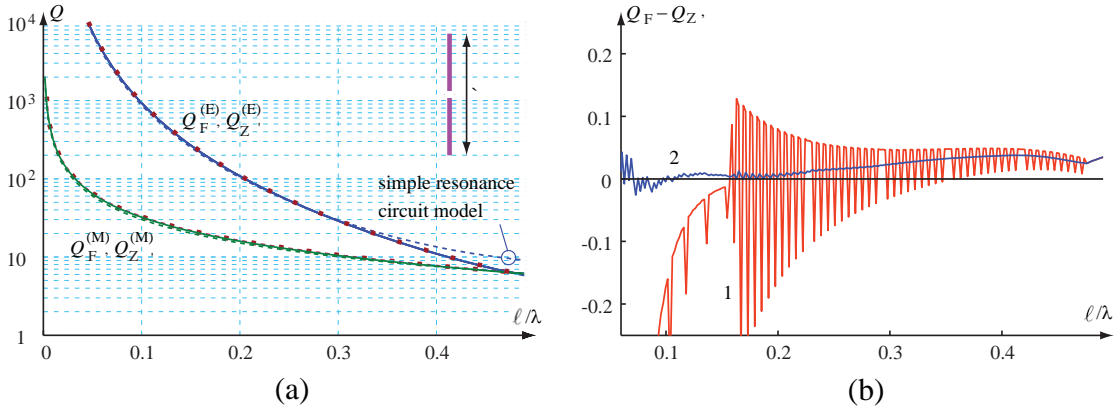 Q
10⁴
10³
10²
10
1
Q_F^(E), Q_Z^(E),
Q_F^(M), Q_Z^(M),
simple resonance
circuit model
ℓ/λ
0 0.1 0.2 0.3 0.4
(a)
Q_F − Q_Z,
0.2
0.1
0
-0.1
-0.2
2
1
ℓ/λ
0.1 0.2 0.3 0.4
(b)